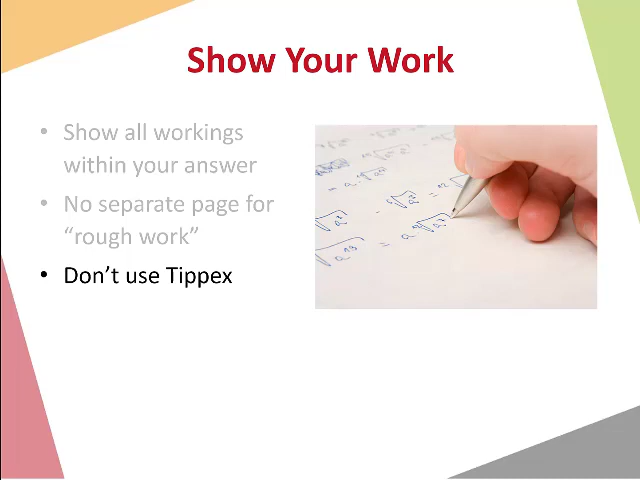 Show Your Work
• Show all workings
within your answer
• No separate page for
“rough work”
• Don’t use Tippex